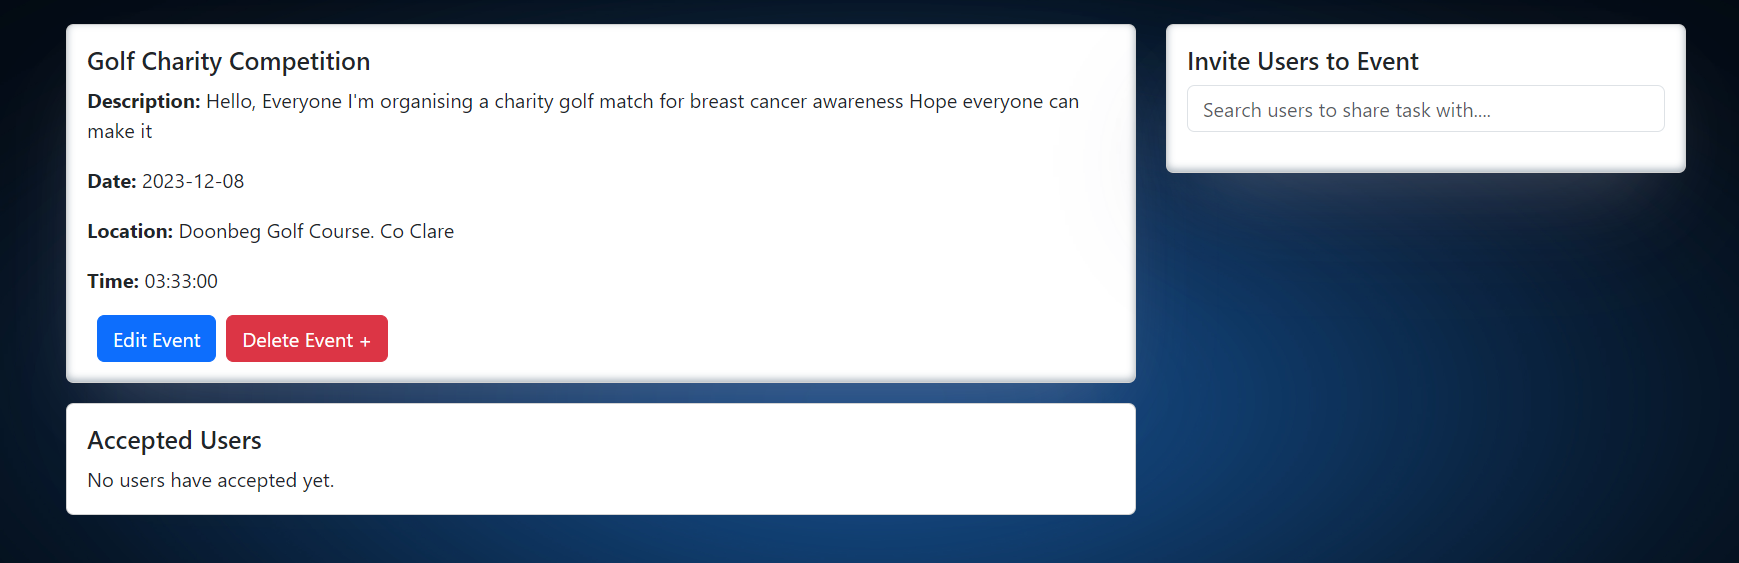 Golf Charity Competition
Description: Hello, Everyone I'm organising a charity golf match for breast cancer awareness Hope everyone can
make it
Date: 2023-12-08
Location: Doonbeg Golf Course. Co Clare
Time: 03:33:00
Edit Event
Delete Event +
Accepted Users
No users have accepted yet.
Invite Users to Event
Search users to share task with....